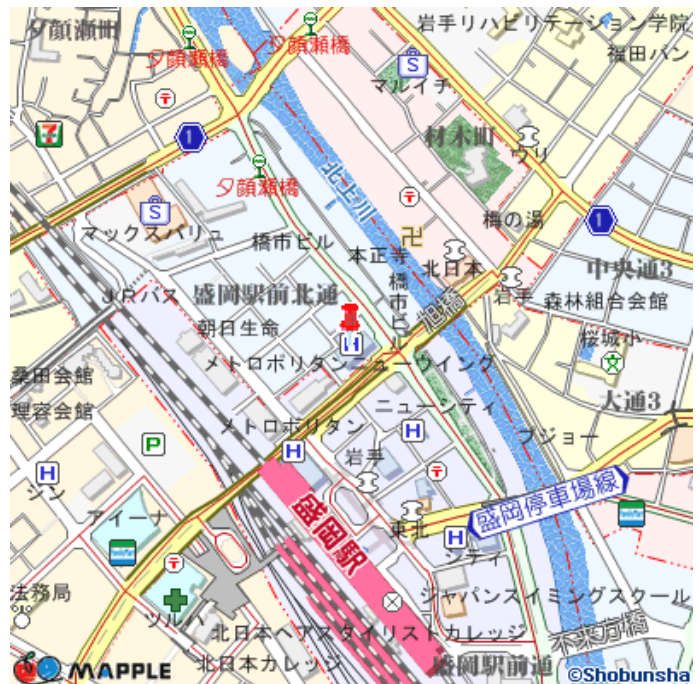 夕顔瀬町
岩手リハビリテーション学院
福田パン
夕顔瀬橋
夕顔瀬橋
S
マルイチ
〒
7
1
材木町
ウリ
北上川
夕顔瀬橋
〒
S
卍
梅の湯
1
マックスバリュ
橋市ビル
本正寺
北日本
中央通3
JRバス
盛岡駅前北通
橋市ビル
旭橋
岩手
森林組合会館
朝日生命
桜城小
文
H
メトロポリタンニューウイング
桑田会館
大通3
理容会館
ニューシティ
メトロポリタン
プジョー
P
H
H
岩手
H
シン
〒
盛岡駅
盛岡停車場線
アイーナ
東北
FamilyMart
FamilyMart
H
シティ
〒
法務局
ジャパンスイミングスクール
ツルハ
北日本ヘアスタイリストカレッジ
不来方橋
北日本カレッジ
盛岡駅前通
MAPPLE
©Shobunsha